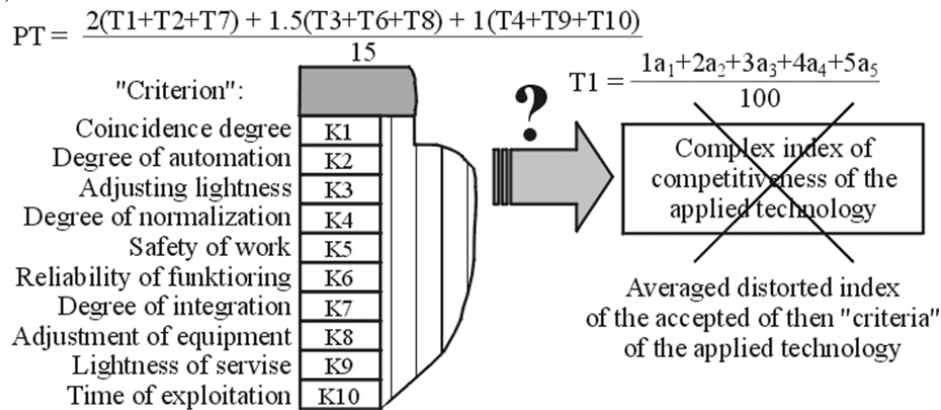 PT = 2(T1+T2+T7) + 1.5(T3+T6+T8) + 1(T4+T9+T10)
15
T1 = 1a₁+2a₂+3a₃+4a₄+5a₅
100
?
"Criterion":
Coincidence degree K1
Degree of automation K2
Adjusting lightness K3
Degree of normalization K4
Safety of work K5
Reliability of funktioring K6
Degree of integration K7
Adjustment of equipment K8
Lightness of servise K9
Time of exploitation K10
Complex index of
competitiveness of the
applied technology
Averaged distorted index
of the accepted of then "criteria"
of the applied technology